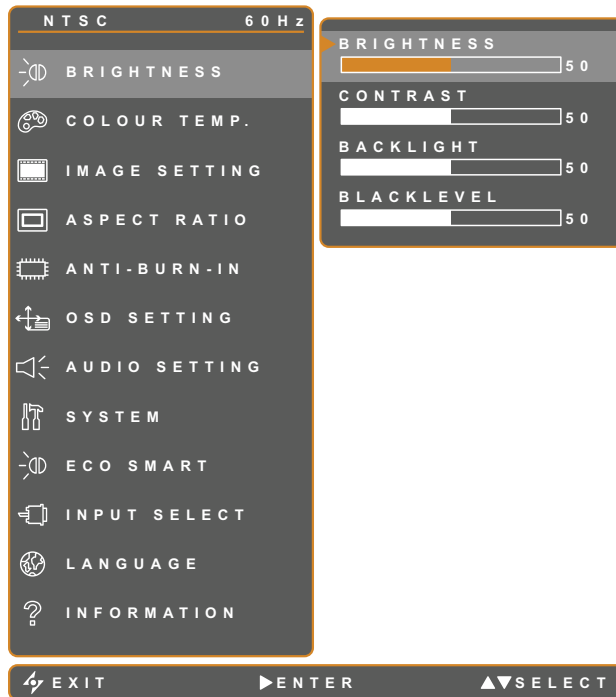 NTSC 60Hz
BRIGHTNESS
COLOUR TEMP.
IMAGE SETTING
ASPECT RATIO
ANTI-BURN-IN
OSD SETTING
AUDIO SETTING
SYSTEM
ECO SMART
INPUT SELECT
LANGUAGE
INFORMATION
BRIGHTNESS
50
CONTRAST
50
BACKLIGHT
50
BLACKLEVEL
50
EXIT ENTER SELECT